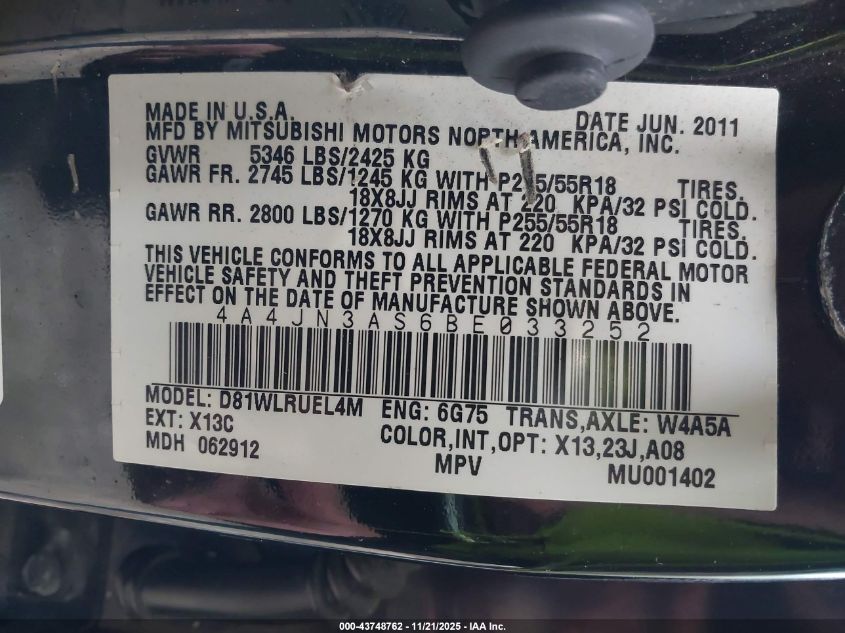 MADE IN U.S.A. DATE JUN. 2011
MFD BY MITSUBISHI MOTORS NORTH AMERICA, INC.
GVWR 5346 LBS/2425 KG
GAWR FR. 2745 LBS/1245 KG WITH P255/55R18 TIRES.
18X8JJ RIMS AT 220 KPA/32 PSI COLD.
GAWR RR. 2800 LBS/1270 KG WITH P255/55R18 TIRES.
18X8JJ RIMS AT 220 KPA/32 PSI COLD.
THIS VEHICLE CONFORMS TO ALL APPLICABLE FEDERAL MOTOR
VEHICLE SAFETY AND THEFT PREVENTION STANDARDS IN
EFFECT ON THE DATE OF MANUFACTURE SHOWN ABOVE.
4A4JN3AS6BE033252
MODEL: D81WLRUEL4M ENG: 6G75 TRANS,AXLE: W4A5A
EXT: X13C COLOR,INT,OPT: X13,23J,A08
MDH 062912 MPV MU001402
000-43748762 - 11/21/2025 - IAA Inc.